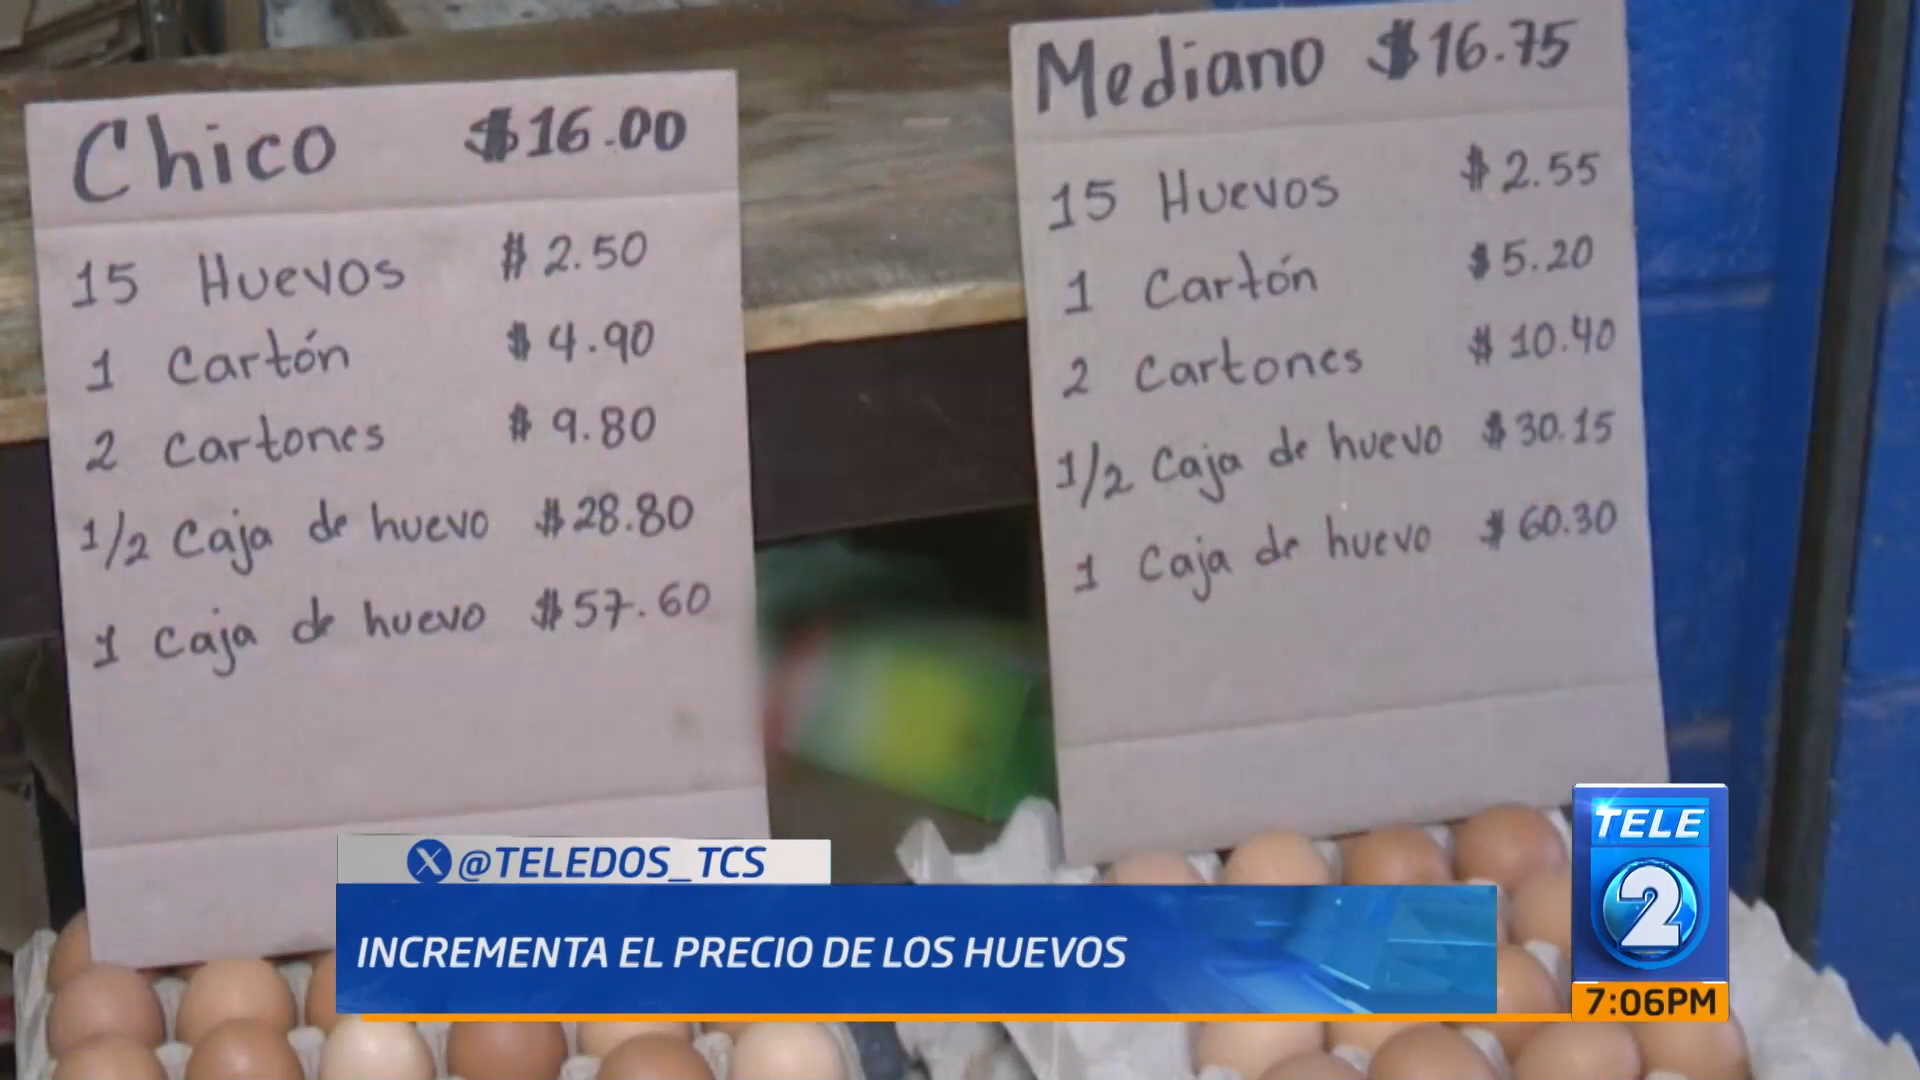 Chico $16.00
15 Huevos $2.50
1 Cartón $4.90
2 Cartones $9.80
1/2 Caja de huevo $28.80
1 Caja de huevo $57.60
Mediano $16.75
15 Huevos $2.55
1 Cartón $5.20
2 Cartones $10.40
1/2 Caja de huevo $30.15
1 Caja de huevo $60.30
X @TELEDOS_TCS
INCREMENTA EL PRECIO DE LOS HUEVOS
TELE
2
7:06PM